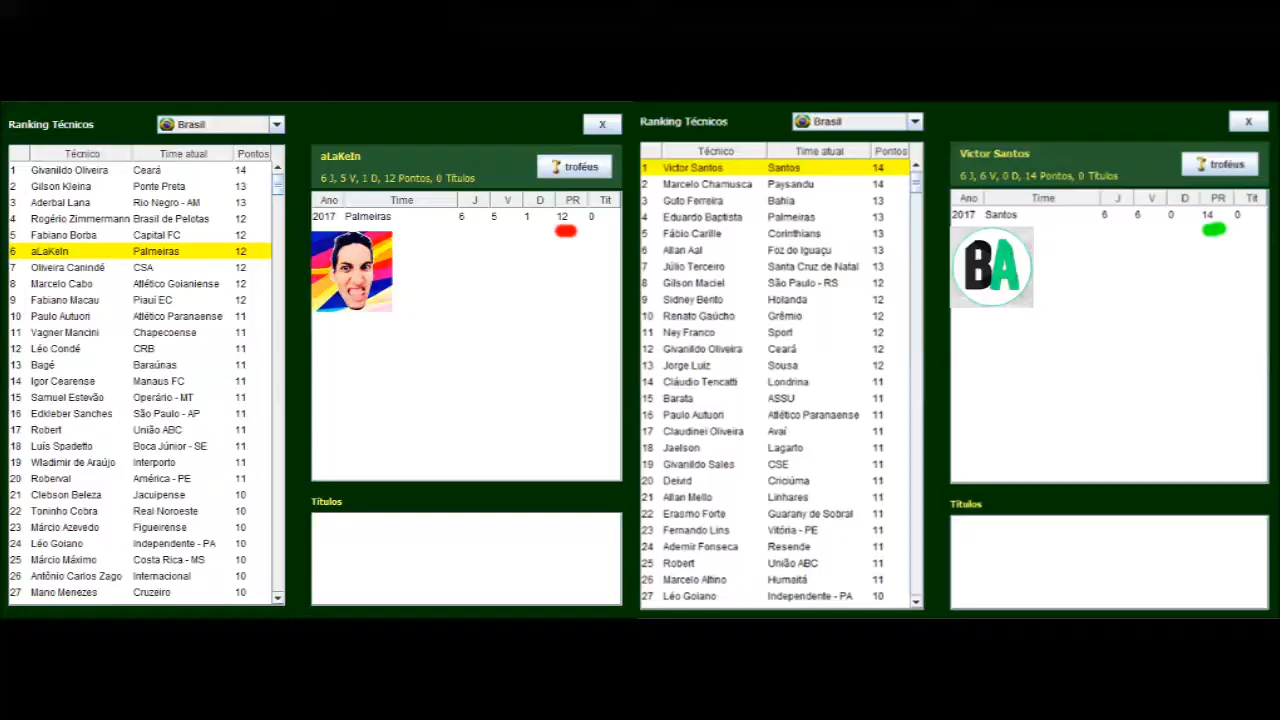 Ranking Técnicos Brasil X
Técnico Time atual Pontos
1 Givanildo Oliveira Ceará 14
2 Gilson Kleina Ponte Preta 13
3 Aderbal Lana Rio Negro - AM 13
4 Rogério Zimmermann Brasil de Pelotas 12
5 Fabiano Borba Capital FC 12
6 aLaKeIn Palmeiras 12
7 Oliveira Canindé CSA 12
8 Marcelo Cabo Atlético Goianiense 12
9 Fabiano Macau Piauí EC 12
10 Paulo Autuori Atlético Paranaense 11
11 Vagner Mancini Chapecoense 11
12 Léo Condé CRB 11
13 Bagé Baraúnas 11
14 Igor Cearense Manaus FC 11
15 Samuel Estevão Operário - MT 11
16 Edkleber Sanches São Paulo - AP 11
17 Robert União ABC 11
18 Luís Spadetto Boca Júnior - SE 11
19 Wladimir de Araújo Interporto 11
20 Roberval América - PE 11
21 Clebson Beleza Jacuipense 10
22 Toninho Cobra Real Noroeste 10
23 Márcio Azevedo Figueirense 10
24 Léo Goiano Independente - PA 10
25 Márcio Máximo Costa Rica - MS 10
26 Antônio Carlos Zago Internacional 10
27 Mano Menezes Cruzeiro 10
aLaKeIn
troféus
6 J, 5 V, 1 D, 12 Pontos, 0 Títulos
Ano Time J V D PR Tit
2017 Palmeiras 6 5 1 12 0
Títulos
Ranking Técnicos Brasil X
Técnico Time atual Pontos
1 Victor Santos Santos 14
2 Marcelo Chamusca Paysandu 14
3 Guto Ferreira Bahia 14
4 Eduardo Baptista Palmeiras 13
5 Fábio Carille Corinthians 13
6 Allan Aal Foz do Iguaçu 13
7 Júlio Terceiro Santa Cruz de Natal 13
8 Gilson Maciel São Paulo - RS 13
9 Sidney Bento Holanda 13
10 Renato Gaúcho Grêmio 12
11 Ney Franco Sport 12
12 Givanildo Oliveira Ceará 12
13 Jorge Luiz Sousa 12
14 Cláudio Tencatti Londrina 11
15 Barata ASSU 11
16 Paulo Autuori Atlético Paranaense 11
17 Claudinei Oliveira Avaí 11
18 Jaelson Lagarto 11
19 Givanildo Sales CSE 11
20 Deivid Criciúma 11
21 Allan Mello Linhares 11
22 Erasmo Forte Guarany de Sobral 11
23 Fernando Lins Vitória - PE 11
24 Ademir Fonseca Resende 11
25 Robert União ABC 11
26 Marcelo Altino Humaitá 11
27 Léo Goiano Independente - PA 10
Victor Santos
troféus
6 J, 6 V, 0 D, 14 Pontos, 0 Títulos
Ano Time J V D PR Tit
2017 Santos 6 6 0 14 0
BA
Títulos